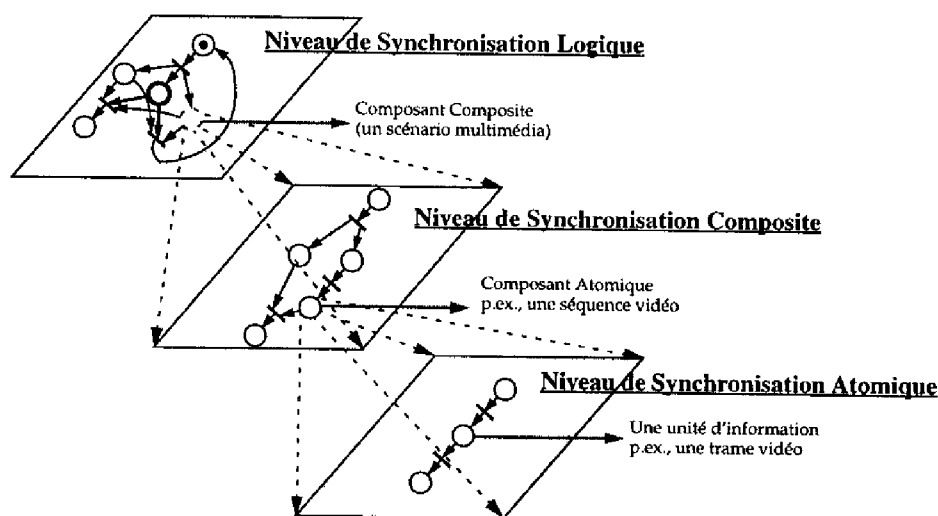 Niveau de Synchronisation Logique
Composant Composite
(un scénario multimédia)
Niveau de Synchronisation Composite
Composant Atomique
p.ex., une séquence vidéo
Niveau de Synchronisation Atomique
Une unité d'information
p.ex., une trame vidéo